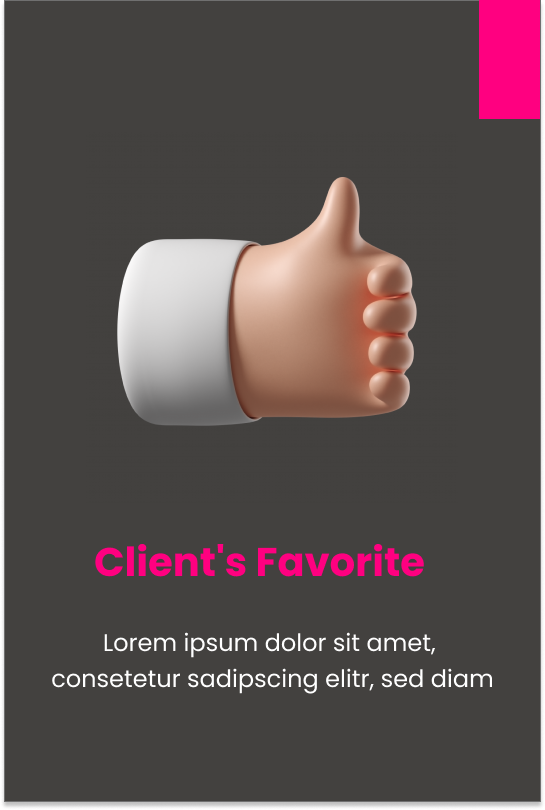 Client's Favorite
Lorem ipsum dolor sit amet,
consetetur sadipscing elitr, sed diam